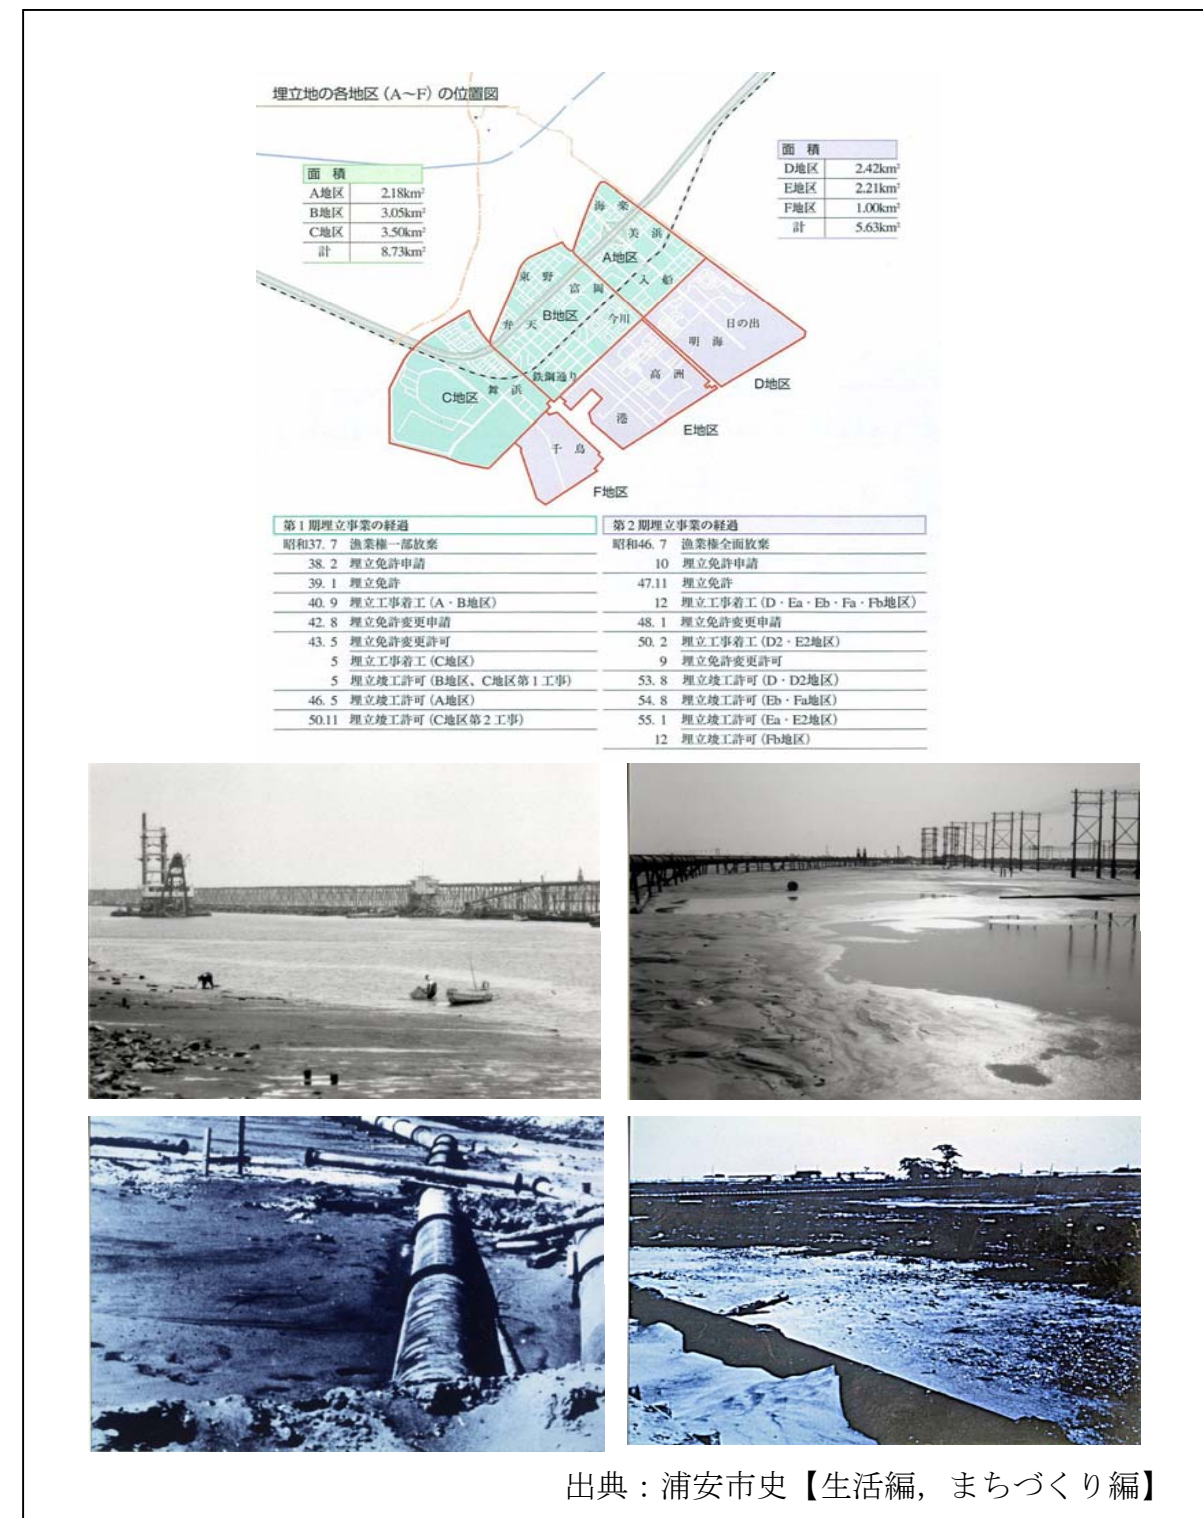 埋立地の各地区（A〜F）の位置図
面 積
A地区 2.18km²
B地区 3.05km²
C地区 3.50km²
計 8.73km²
面 積
D地区 2.42km²
E地区 2.21km²
F地区 1.00km²
計 5.63km²
海 楽
美 浜
A地区
入 船
東 野
富 岡
B地区
今川
弁 天
鉄鋼通り
舞 浜
C地区
日の出
明 海
D地区
高 洲
港
E地区
千 鳥
F地区
第1期埋立事業の経過
昭和37. 7 漁業権一部放棄
38. 2 埋立免許申請
39. 1 埋立免許
40. 9 埋立工事着工（A・B地区）
42. 8 埋立免許変更申請
43. 5 埋立免許変更許可
5 埋立工事着工（C地区）
5 埋立竣工許可（B地区、C地区第1工事）
46. 5 埋立竣工許可（A地区）
50.11 埋立竣工許可（C地区第2工事）
第2期埋立事業の経過
昭和46. 7 漁業権全面放棄
10 埋立免許申請
47.11 埋立免許
12 埋立工事着工（D・Ea・Eb・Fa・Fb地区）
48. 1 埋立免許変更申請
50. 2 埋立工事着工（D2・E2地区）
9 埋立免許変更許可
53. 8 埋立竣工許可（D・D2地区）
54. 8 埋立竣工許可（Eb・Fa地区）
55. 1 埋立竣工許可（Ea・E2地区）
12 埋立竣工許可（Fb地区）
出典：浦安市史【生活編，まちづくり編】